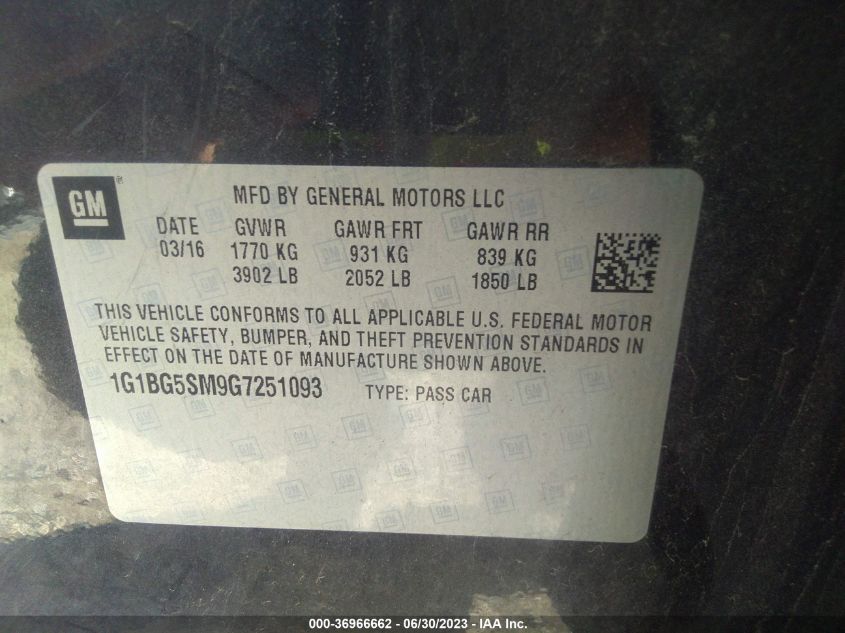 GM ®
MFD BY GENERAL MOTORS LLC
DATE GVWR GAWR FRT GAWR RR
03/16 1770 KG 931 KG 839 KG
3902 LB 2052 LB 1850 LB
THIS VEHICLE CONFORMS TO ALL APPLICABLE U.S. FEDERAL MOTOR
VEHICLE SAFETY, BUMPER, AND THEFT PREVENTION STANDARDS IN
EFFECT ON THE DATE OF MANUFACTURE SHOWN ABOVE.
1G1BG5SM9G7251093 TYPE: PASS CAR
000-36966662 - 06/30/2023 - IAA Inc.